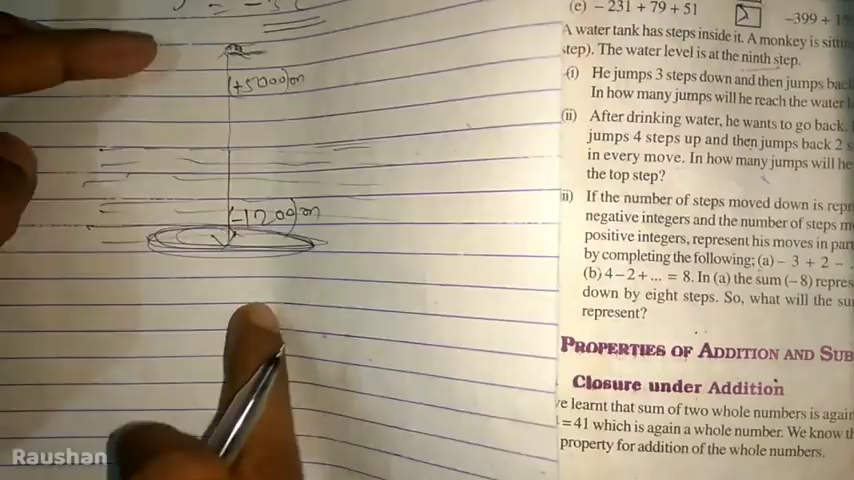 (+5000)m
(-1200)m
Raushan
(e) – 231 + 79 + 51
-399 + 1
A water tank has steps inside it. A monkey is sittin
step). The water level is at the ninth step.
(i) He jumps 3 steps down and then jumps back
In how many jumps will he reach the water
(ii) After drinking water, he wants to go back.
jumps 4 steps up and then jumps back 2 s
in every move. In how many jumps will he
the top step?
ii) If the number of steps moved down is repr
negative integers and the number of steps m
positive integers, represent his moves in part
by completing the following; (a) – 3 + 2 –
(b) 4 – 2 + ... = 8. In (a) the sum (– 8) repres
down by eight steps. So, what will the su
represent?
PROPERTIES OF ADDITION AND SUB
Closure under Addition
ve learnt that sum of two whole numbers is again
= 41 which is again a whole number. We know th
property for addition of the whole numbers.